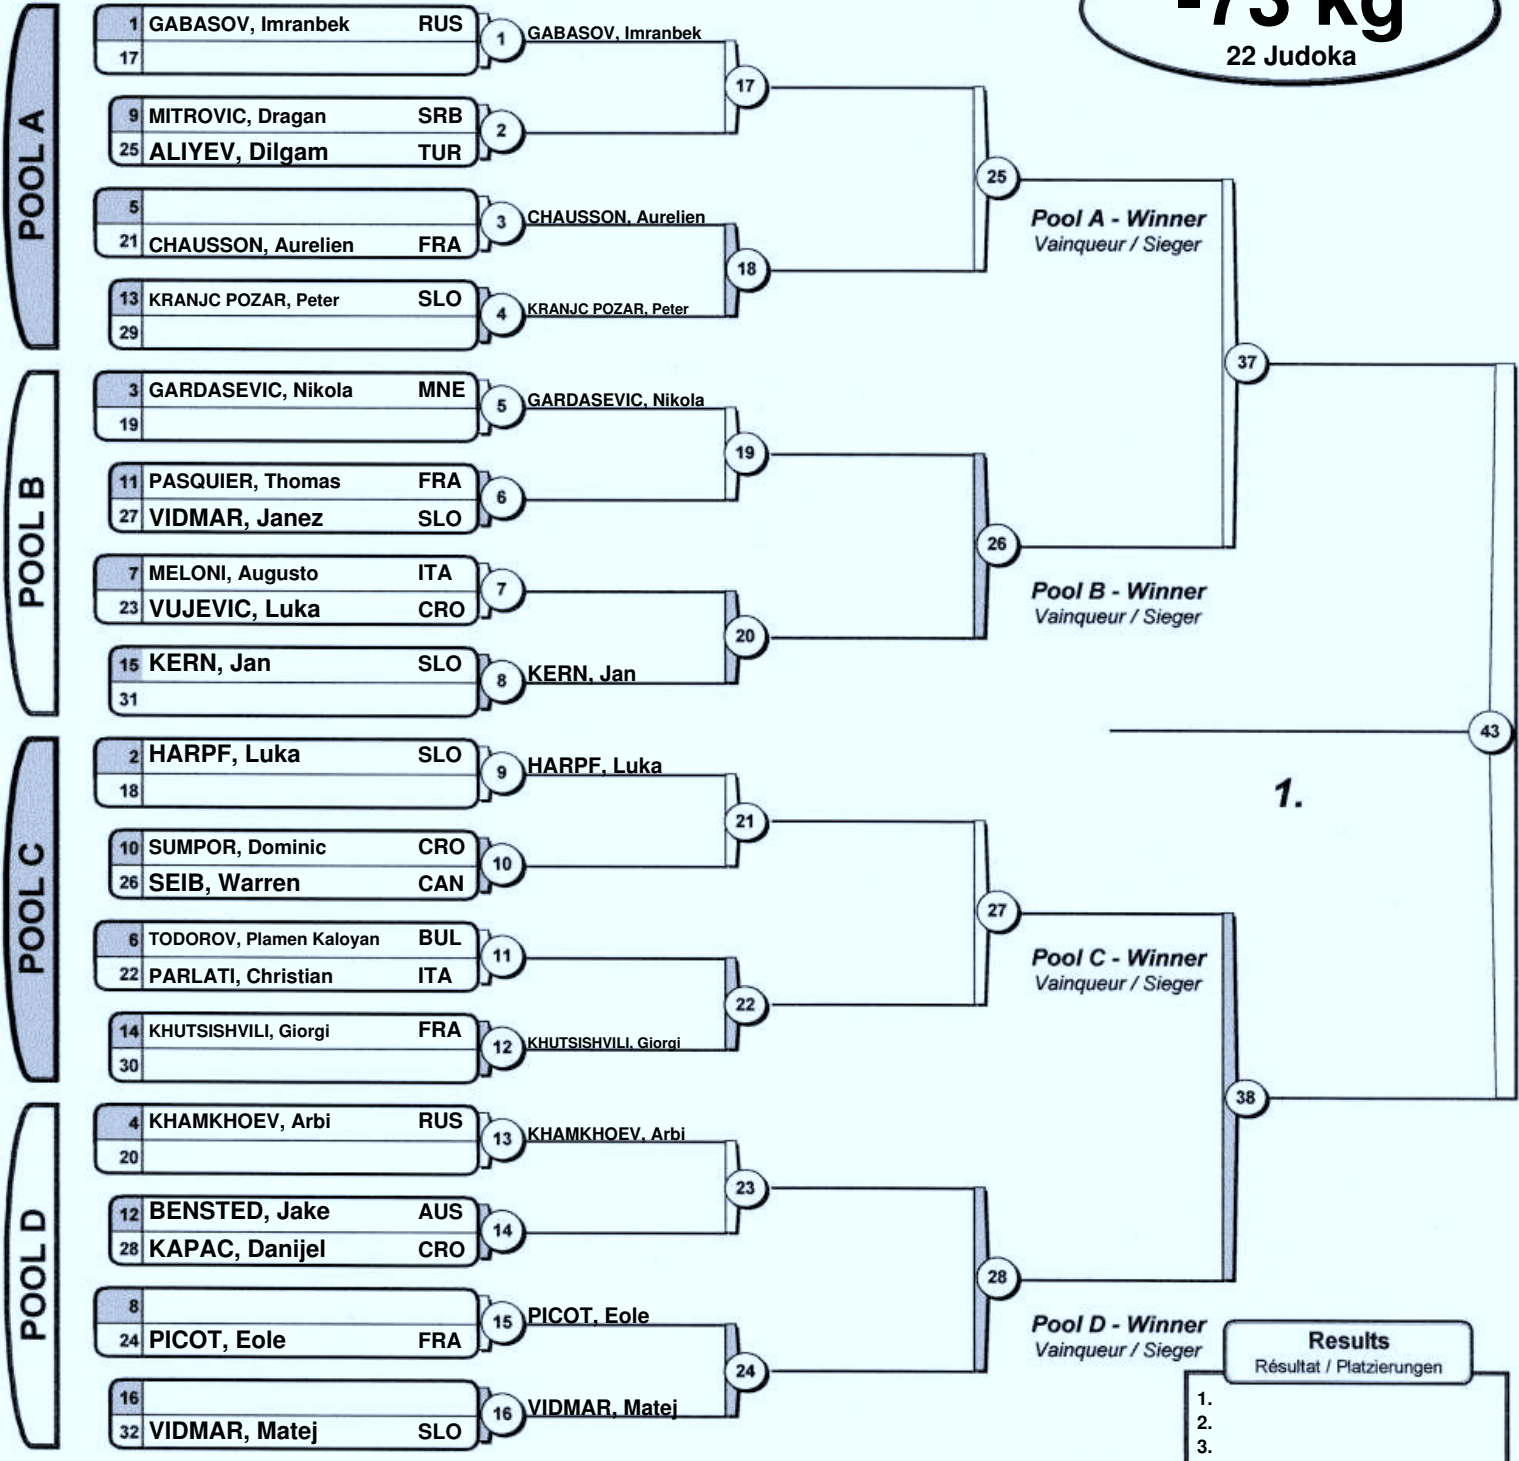 -73 kg
22 Judoka
POOL A
1 GABASOV, Imranbek RUS
17
1 GABASOV, Imranbek
17
9 MITROVIC, Dragan SRB
25 ALIYEV, Dilgam TUR
2
25
5
21 CHAUSSON, Aurelien FRA
3 CHAUSSON, Aurelien
18
13 KRANJC POZAR, Peter SLO
29
4 KRANJC POZAR, Peter
Pool A - Winner
Vainqueur / Sieger
37
POOL B
3 GARDASEVIC, Nikola MNE
19
5 GARDASEVIC, Nikola
19
11 PASQUIER, Thomas FRA
27 VIDMAR, Janez SLO
6
26
7 MELONI, Augusto ITA
23 VUJEVIC, Luka CRO
7
20
15 KERN, Jan SLO
31
8 KERN, Jan
Pool B - Winner
Vainqueur / Sieger
43
1.
POOL C
2 HARPF, Luka SLO
18
9 HARPF, Luka
21
10 SUMPOR, Dominic CRO
26 SEIB, Warren CAN
10
27
6 TODOROV, Plamen Kaloyan BUL
22 PARLATI, Christian ITA
11
22
14 KHUTSISHVILI, Giorgi FRA
30
12 KHUTSISHVILI, Giorgi
Pool C - Winner
Vainqueur / Sieger
38
POOL D
4 KHAMKHOEV, Arbi RUS
20
13 KHAMKHOEV, Arbi
23
12 BENSTED, Jake AUS
28 KAPAC, Danijel CRO
14
28
8
24 PICOT, Eole FRA
15 PICOT, Eole
24
16
32 VIDMAR, Matej SLO
16 VIDMAR, Matej
Pool D - Winner
Vainqueur / Sieger
Results
Résultat / Platzierungen
1.
2.
3.